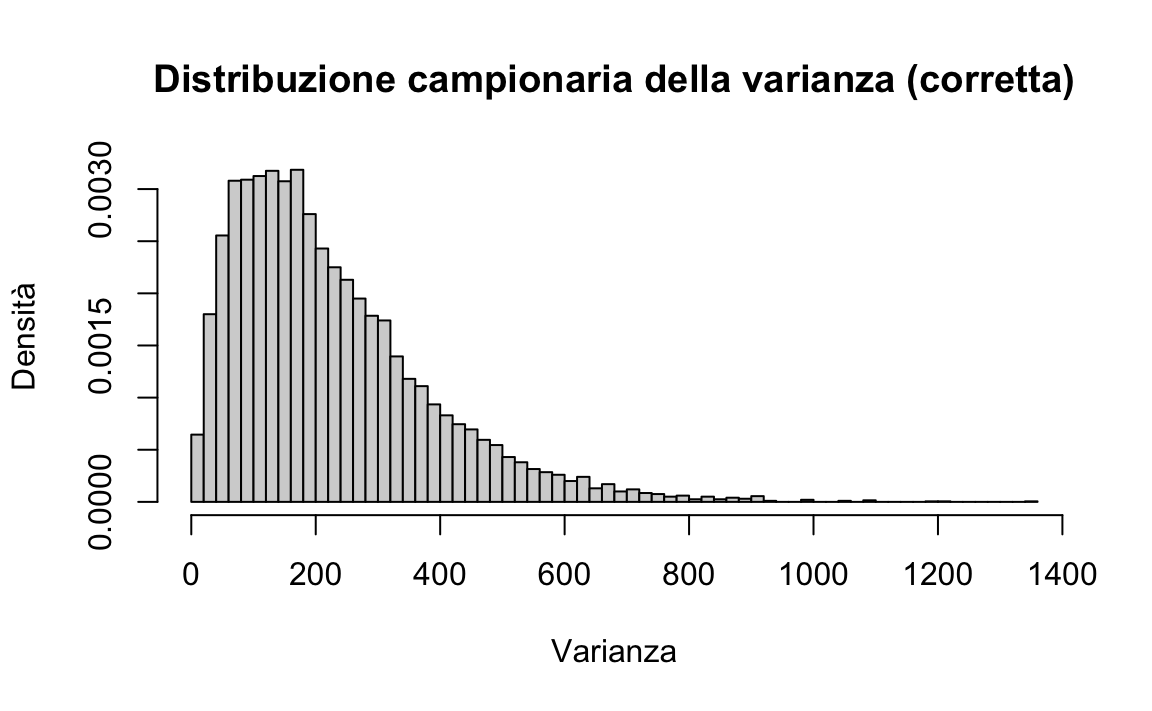 Distribuzione campionaria della varianza (corretta)
Densità
0.0030
0.0015
0.0000
0 200 400 600 800 1000 1200 1400
Varianza